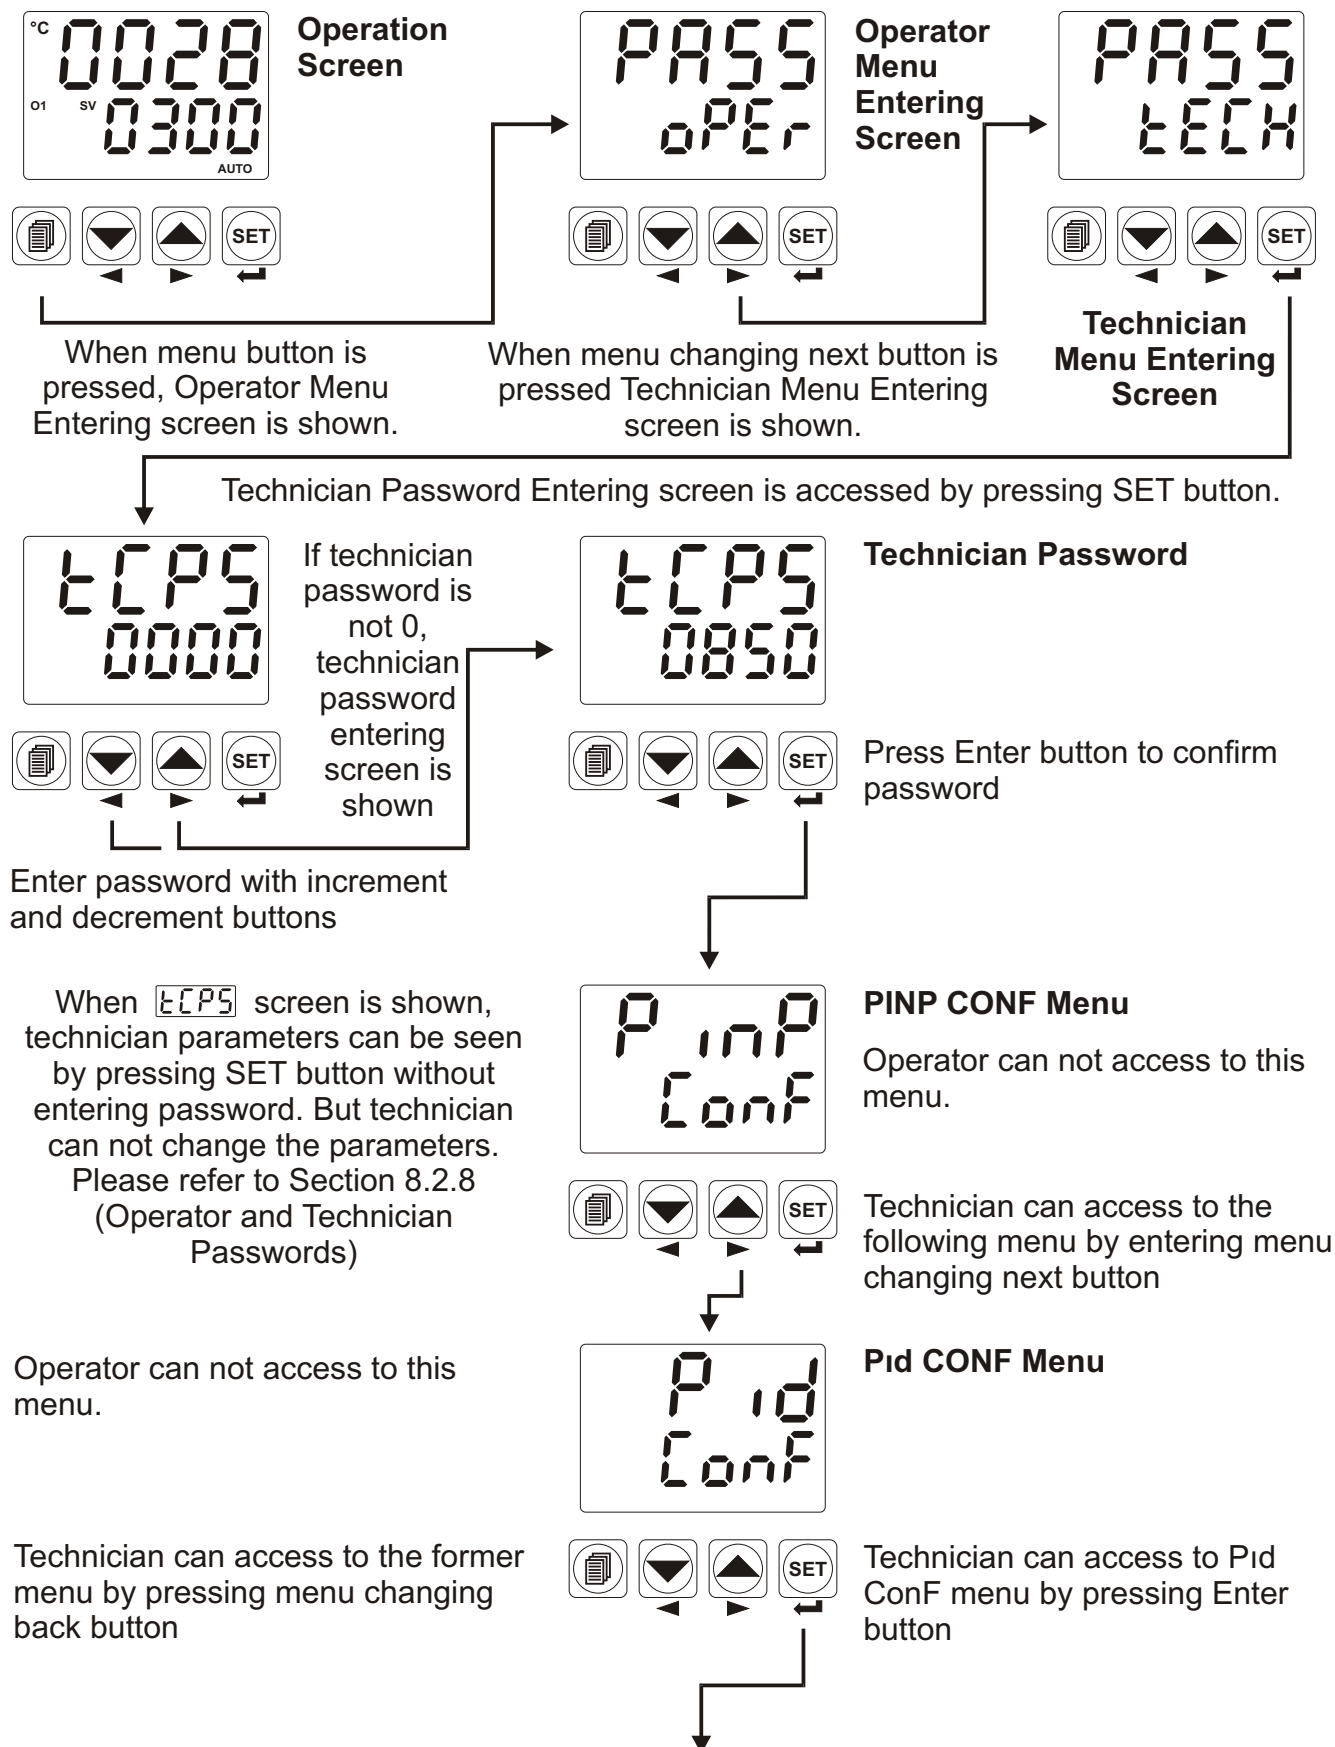 °C 0028
O1 SV 0300
AUTO
Operation
Screen
PASS
oPEr
Operator
Menu
Entering
Screen
PASS
tECH
SET
SET
SET
When menu button is
pressed, Operator Menu
Entering screen is shown.
When menu changing next button is
pressed Technician Menu Entering
screen is shown.
Technician
Menu Entering
Screen
Technician Password Entering screen is accessed by pressing SET button.
tCPS
0000
If technician
password is
not 0,
technician
password
entering
screen is
shown
tCPS
0850
Technician Password
SET
SET
Press Enter button to confirm
password
Enter password with increment
and decrement buttons
When tCPS screen is shown,
technician parameters can be seen
by pressing SET button without
entering password. But technician
can not change the parameters.
Please refer to Section 8.2.8
(Operator and Technician
Passwords)
P ınP
ConF
PINP CONF Menu
Operator can not access to this
menu.
SET
Technician can access to the
following menu by entering menu
changing next button
Operator can not access to this
menu.
P ıd
ConF
Pıd CONF Menu
Technician can access to the former
menu by pressing menu changing
back button
SET
Technician can access to Pıd
ConF menu by pressing Enter
button